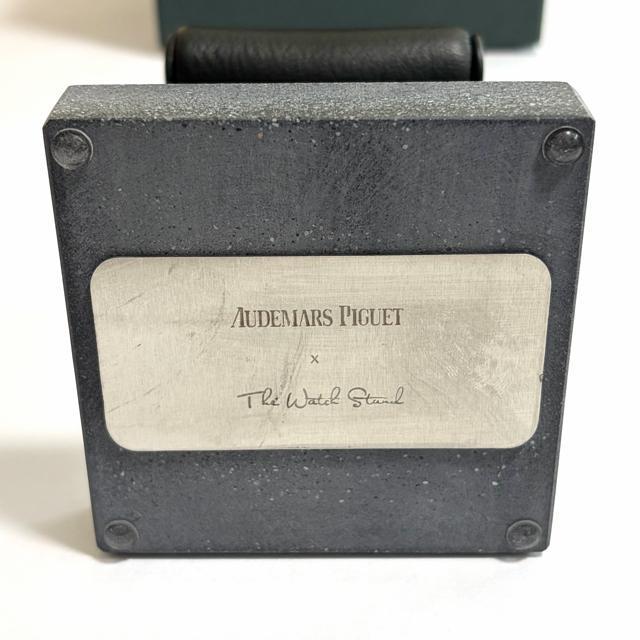 AUDEMARS PIGUET
x
The Watch Stand